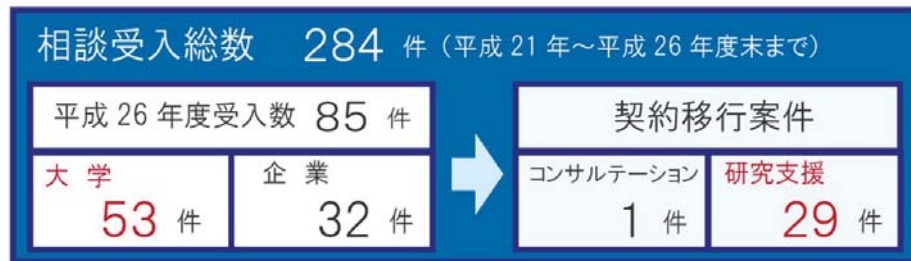 相談受入総数 284 件（平成 21 年～平成 26 年度末まで）
平成 26 年度受入数 85 件
大 学
53 件
企 業
32 件
契約移行案件
コンサルテーション
1 件
研究支援
29 件